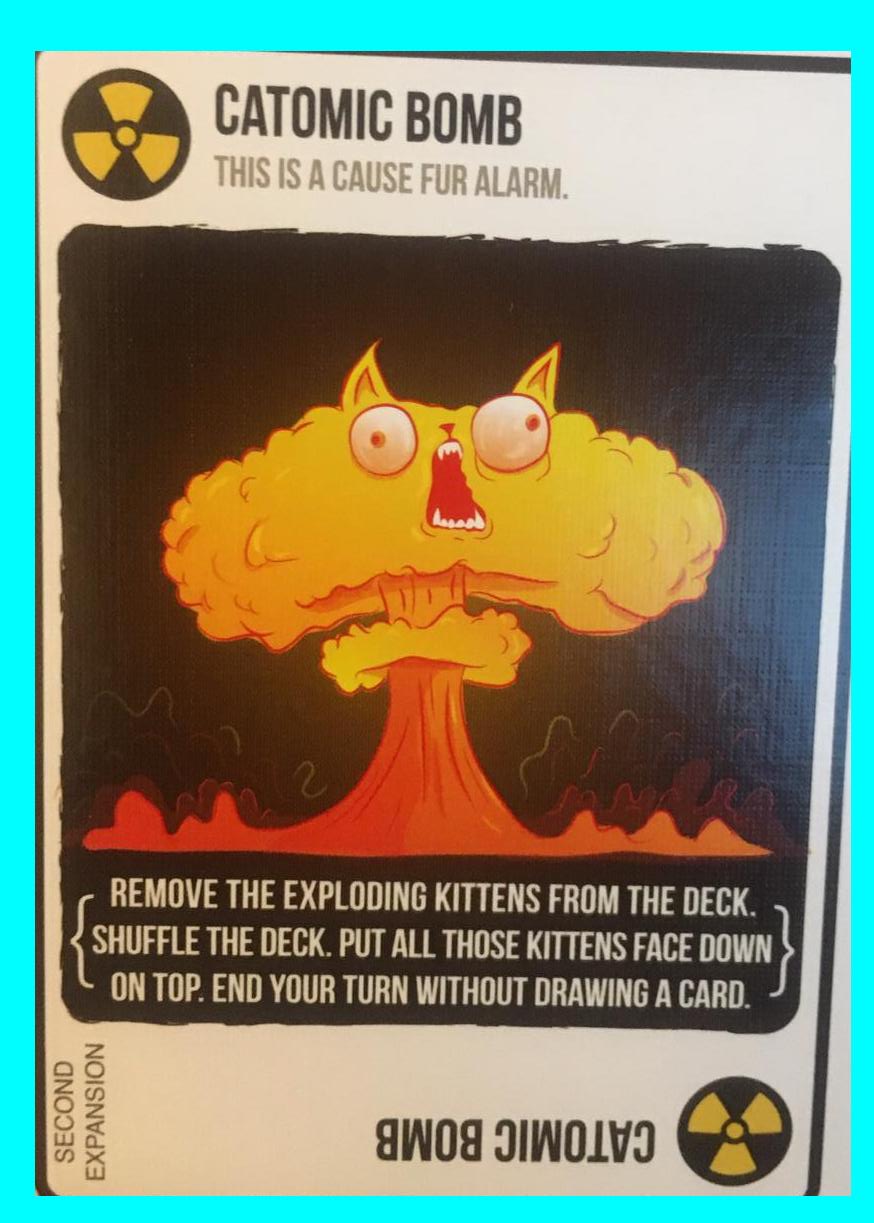 CATOMIC BOMB
THIS IS A CAUSE FUR ALARM.
REMOVE THE EXPLODING KITTENS FROM THE DECK.
SHUFFLE THE DECK. PUT ALL THOSE KITTENS FACE DOWN
ON TOP. END YOUR TURN WITHOUT DRAWING A CARD.
SECOND
EXPANSION
CATOMIC BOMB